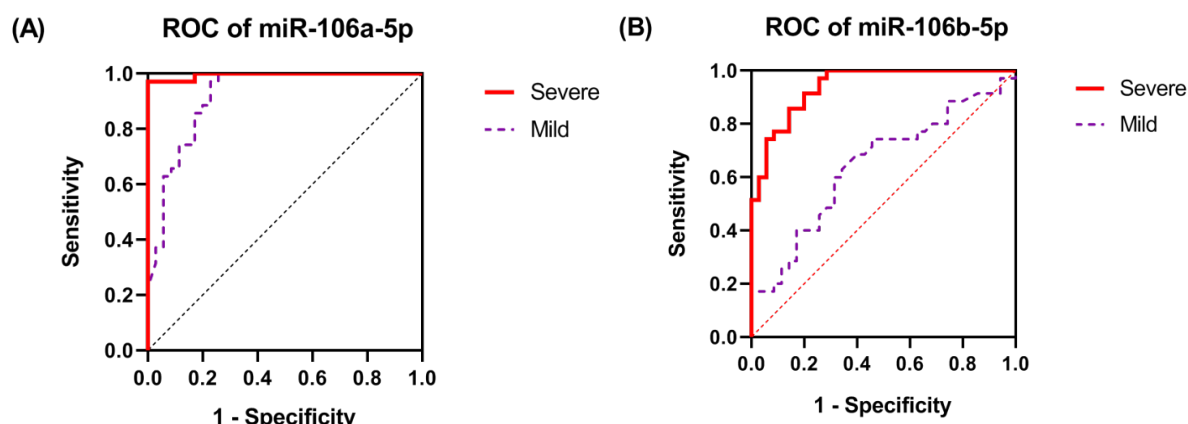 (A)
ROC of miR-106a-5p
1.0
0.8
0.6
0.4
0.2
0.0
Sensitivity
0.0 0.2 0.4 0.6 0.8 1.0
1 - Specificity
Severe
Mild
(B)
ROC of miR-106b-5p
1.0
0.8
0.6
0.4
0.2
0.0
Sensitivity
0.0 0.2 0.4 0.6 0.8 1.0
1 - Specificity
Severe
Mild